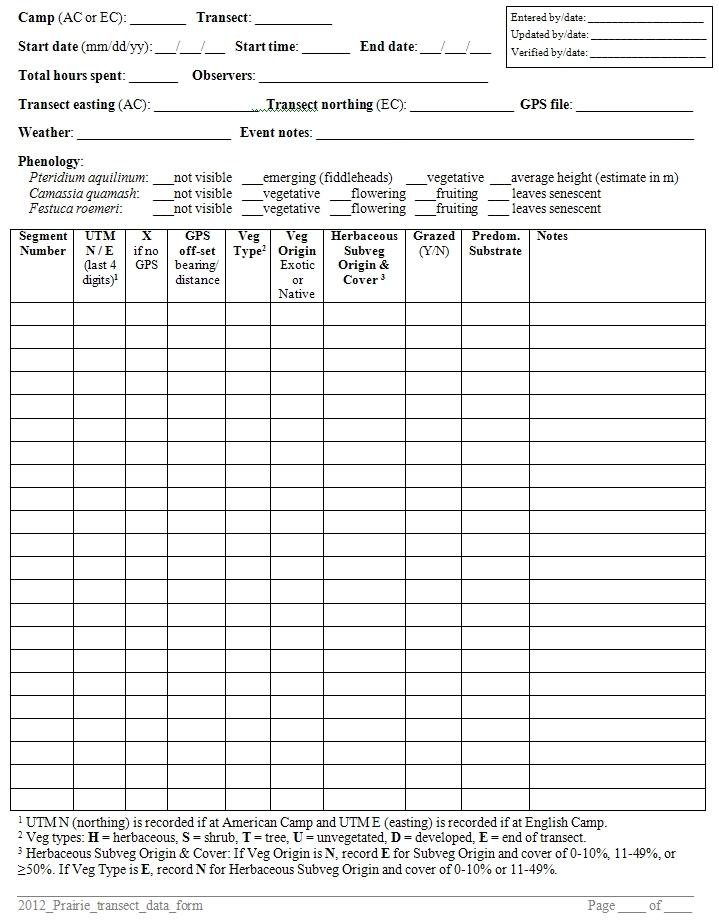 Camp (AC or EC): ________ Transect: ___________
Entered by/date: ____________________
Start date (mm/dd/yy): ___/___/___ Start time: _______ End date: ___/___/___
Updated by/date: ____________________
Verified by/date: ____________________
Total hours spent: _______ Observers: _________________________________
Transect easting (AC): _______________ Transect northing (EC): _______________ GPS file: _________________
Weather: ______________________ Event notes: ______________________________________________________
Phenology:
Pteridium aquilinum: ___not visible ___emerging (fiddleheads) ___vegetative ___average height (estimate in m)
Camassia quamash: ___not visible ___vegetative ___flowering ___fruiting ___ leaves senescent
Festuca roemeri: ___not visible ___vegetative ___flowering ___fruiting ___ leaves senescent
Segment Number
UTM N / E (last 4 digits)¹
X if no GPS
GPS off-set bearing/ distance
Veg Type²
Veg Origin Exotic or Native
Herbaceous Subveg Origin & Cover ³
Grazed (Y/N)
Predom. Substrate
Notes
¹ UTM N (northing) is recorded if at American Camp and UTM E (easting) is recorded if at English Camp.
² Veg types: H = herbaceous, S = shrub, T = tree, U = unvegetated, D = developed, E = end of transect.
³ Herbaceous Subveg Origin & Cover: If Veg Origin is N, record E for Subveg Origin and cover of 0-10%, 11-49%, or
≥50%. If Veg Type is E, record N for Herbaceous Subveg Origin and cover of 0-10% or 11-49%.
2012_Prairie_transect_data_form Page ____ of ____